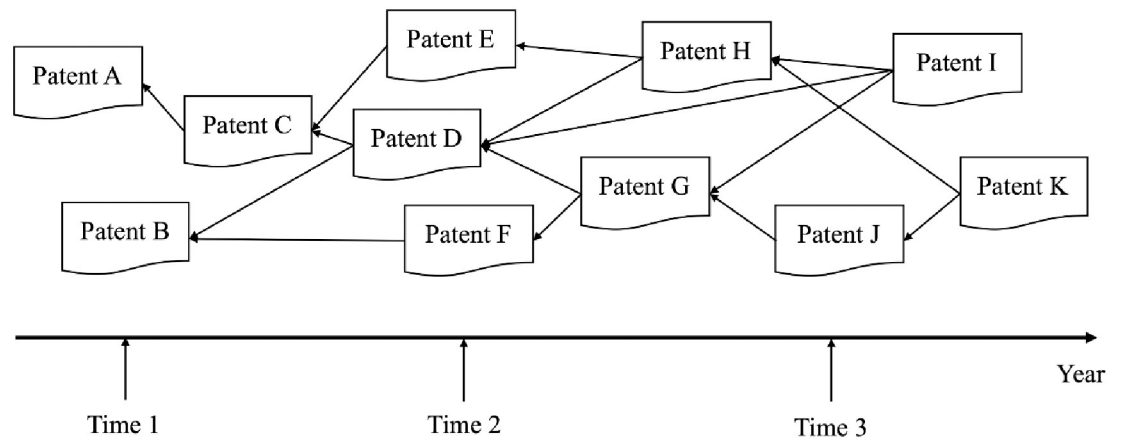 Patent E
Patent H
Patent I
Patent A
Patent C
Patent D
Patent G
Patent K
Patent B
Patent F
Patent J
Year
Time 1
Time 2
Time 3